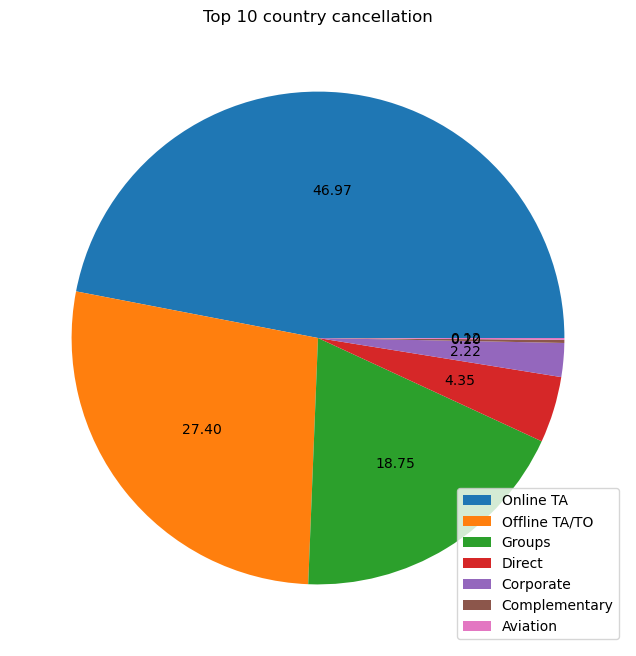 Top 10 country cancellation
46.97
27.40
18.75
4.35
2.22
Online TA
Offline TA/TO
Groups
Direct
Corporate
Complementary
Aviation